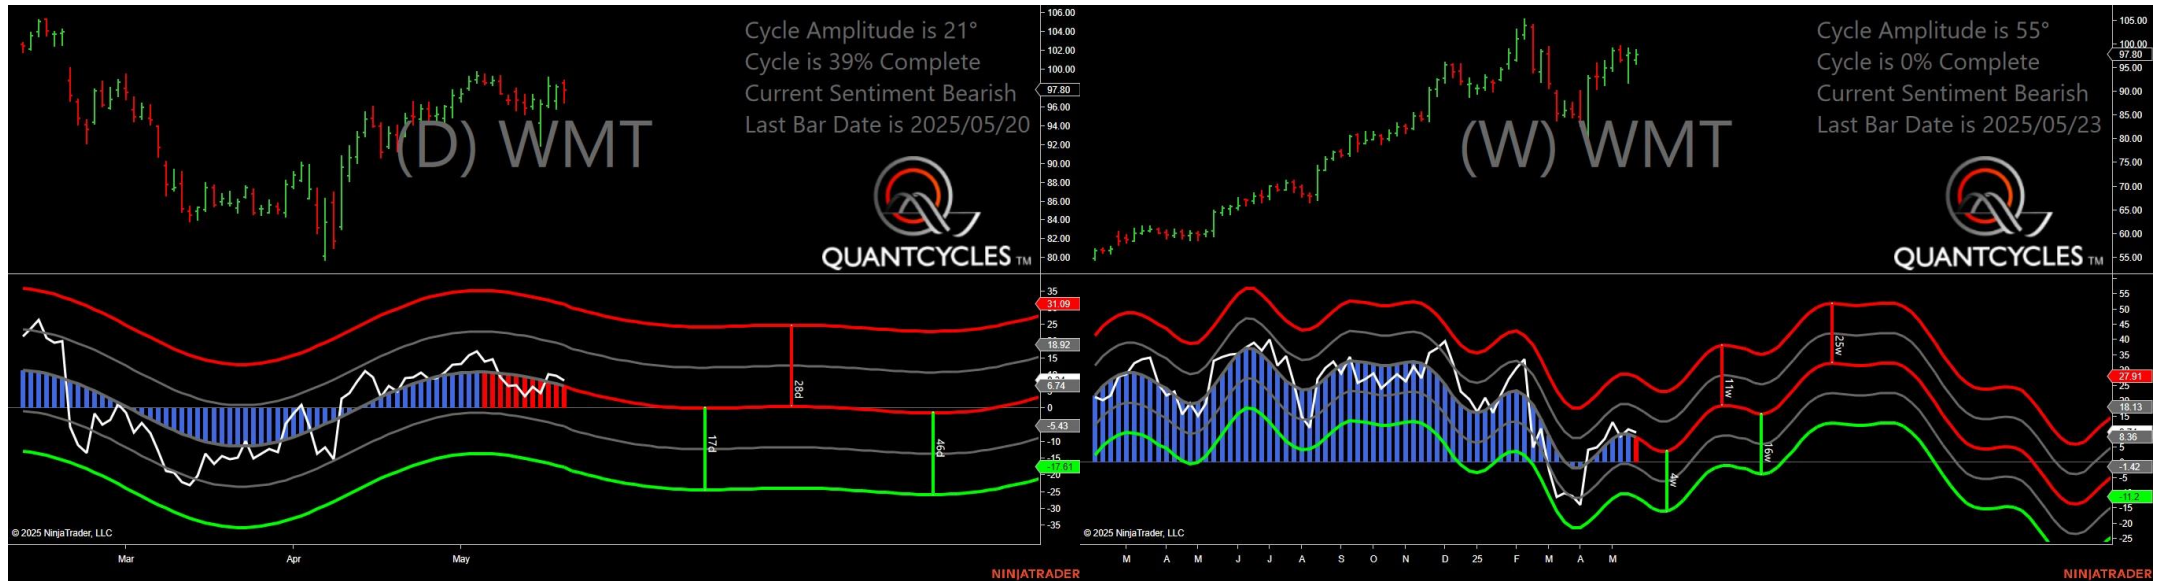 Cycle Amplitude is 21°
Cycle is 39% Complete
Current Sentiment Bearish
Last Bar Date is 2025/05/20
(D) WMT
QUANTCYCLES TM
106.00
104.00
102.00
100.00
97.80
96.00
94.00
92.00
90.00
88.00
86.00
84.00
82.00
80.00
35
31.09
25
18.92
15
6.74
0
-5.43
-10
-15
-17.61
-20
-25
-30
-35
28d
17d
46d
© 2025 NinjaTrader, LLC
Mar Apr May
NINJATRADER
Cycle Amplitude is 55°
Cycle is 0% Complete
Current Sentiment Bearish
Last Bar Date is 2025/05/23
(W) WMT
QUANTCYCLES TM
105.00
100.00
97.80
95.00
90.00
85.00
80.00
75.00
70.00
65.00
60.00
55.00
55
50
45
40
35
30
27.91
18.13
15
8.36
5
-1.42
-5
-11.2
-15
-20
-25
11w
25w
4w
16w
© 2025 NinjaTrader, LLC
M A M J J A S O N D 25 F M A M
NINJATRADER